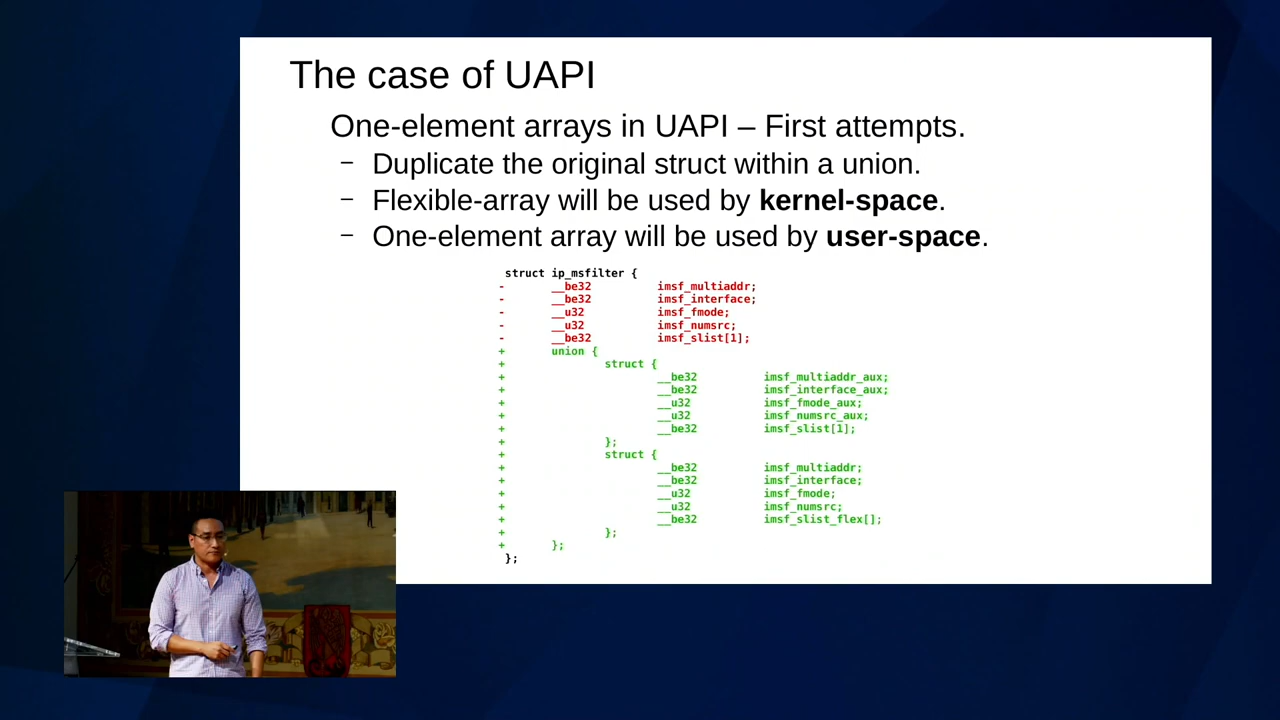 The case of UAPI
One-element arrays in UAPI – First attempts.
– Duplicate the original struct within a union.
– Flexible-array will be used by kernel-space.
– One-element array will be used by user-space.
struct ip_msfilter {
- __be32 imsf_multiaddr;
- __be32 imsf_interface;
- __u32 imsf_fmode;
- __u32 imsf_numsrc;
- __be32 imsf_slist[1];
+ union {
+ struct {
+ __be32 imsf_multiaddr_aux;
+ __be32 imsf_interface_aux;
+ __u32 imsf_fmode_aux;
+ __u32 imsf_numsrc_aux;
+ __be32 imsf_slist[1];
+ };
+ struct {
+ __be32 imsf_multiaddr;
+ __be32 imsf_interface;
+ __u32 imsf_fmode;
+ __u32 imsf_numsrc;
+ __be32 imsf_slist_flex[];
+ };
+ };
};